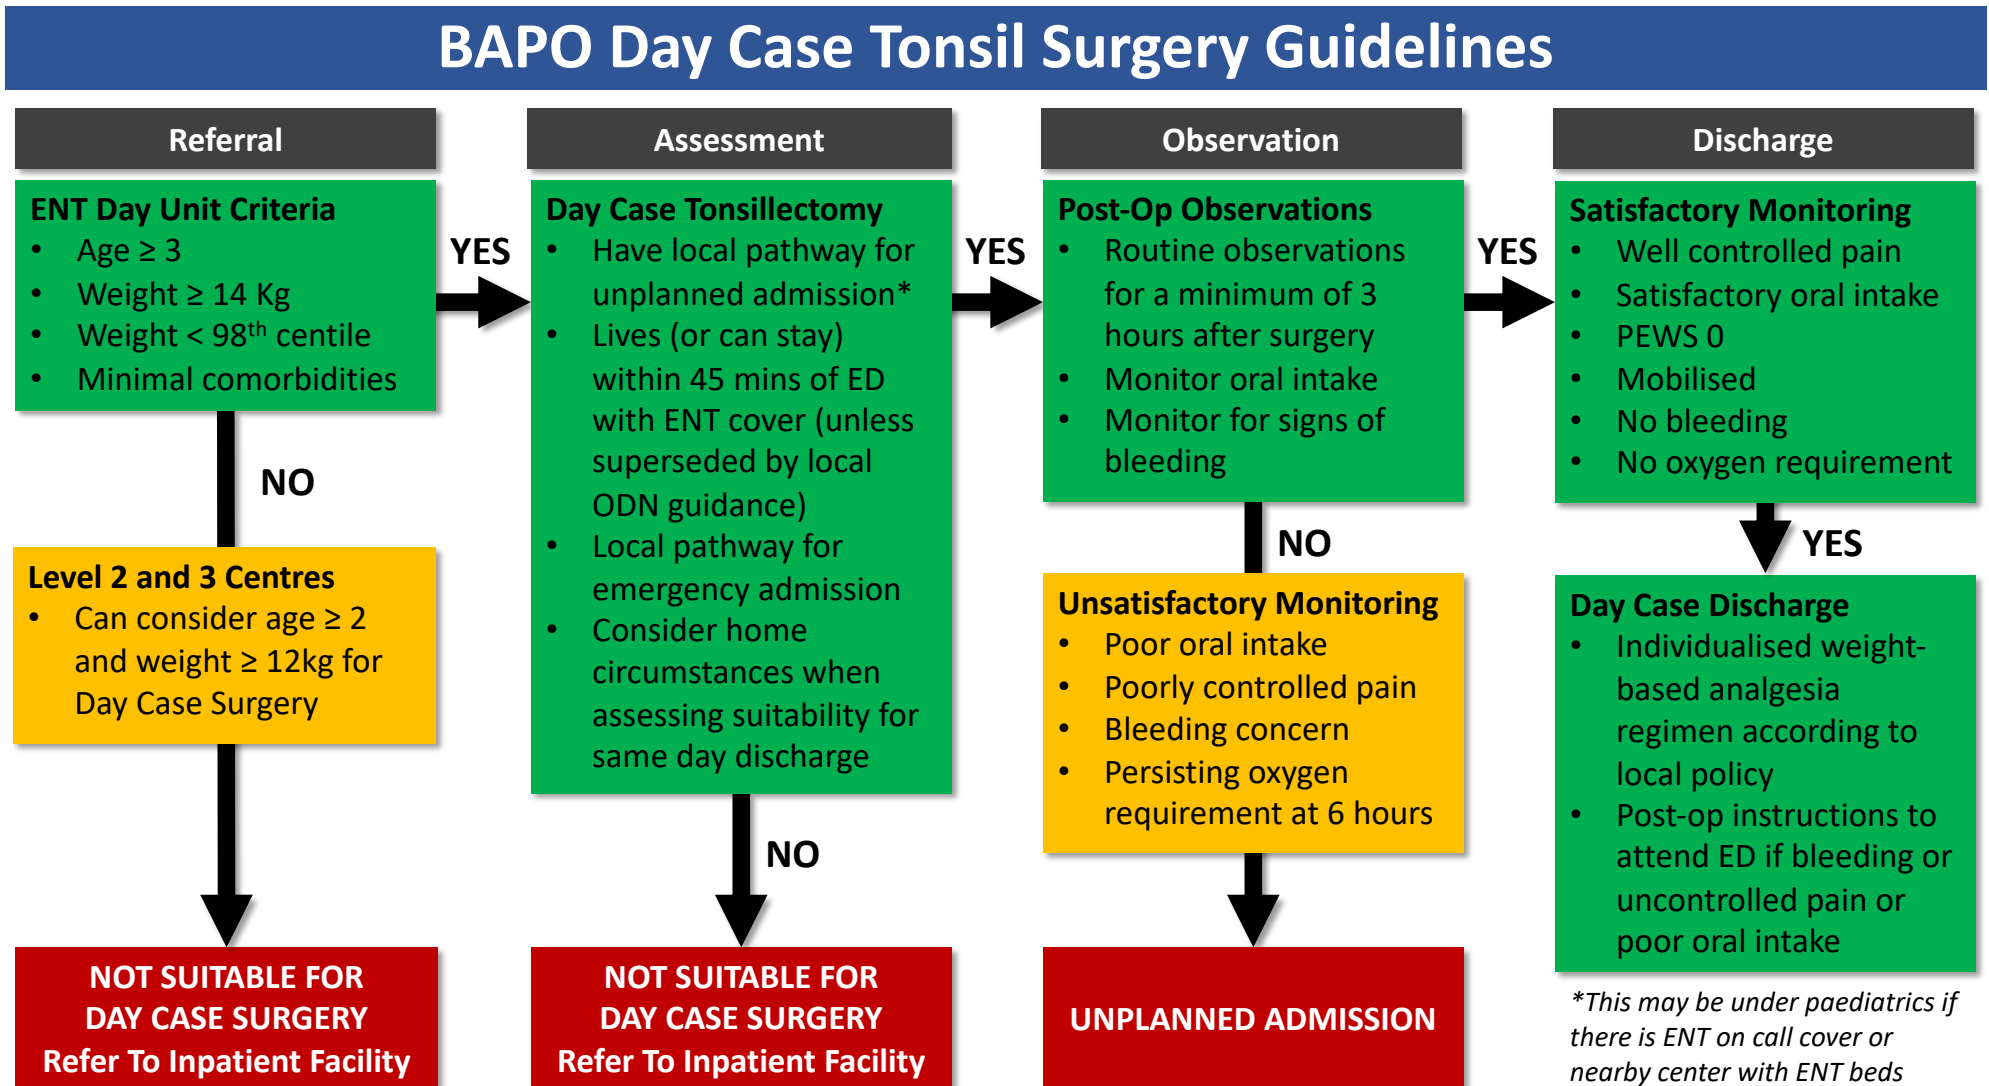 BAPO Day Case Tonsil Surgery Guidelines
Referral
ENT Day Unit Criteria
• Age ≥ 3
• Weight ≥ 14 Kg
• Weight < 98th centile
• Minimal comorbidities
YES
NO
Level 2 and 3 Centres
• Can consider age ≥ 2
and weight ≥ 12kg for
Day Case Surgery
NOT SUITABLE FOR
DAY CASE SURGERY
Refer To Inpatient Facility
Assessment
Day Case Tonsillectomy
• Have local pathway for
unplanned admission*
• Lives (or can stay)
within 45 mins of ED
with ENT cover (unless
superseded by local
ODN guidance)
• Local pathway for
emergency admission
• Consider home
circumstances when
assessing suitability for
same day discharge
YES
NO
NOT SUITABLE FOR
DAY CASE SURGERY
Refer To Inpatient Facility
Observation
Post-Op Observations
• Routine observations
for a minimum of 3
hours after surgery
• Monitor oral intake
• Monitor for signs of
bleeding
YES
NO
Unsatisfactory Monitoring
• Poor oral intake
• Poorly controlled pain
• Bleeding concern
• Persisting oxygen
requirement at 6 hours
UNPLANNED ADMISSION
Discharge
Satisfactory Monitoring
• Well controlled pain
• Satisfactory oral intake
• PEWS 0
• Mobilised
• No bleeding
• No oxygen requirement
YES
Day Case Discharge
• Individualised weight-
based analgesia
regimen according to
local policy
• Post-op instructions to
attend ED if bleeding or
uncontrolled pain or
poor oral intake
*This may be under paediatrics if
there is ENT on call cover or
nearby center with ENT beds